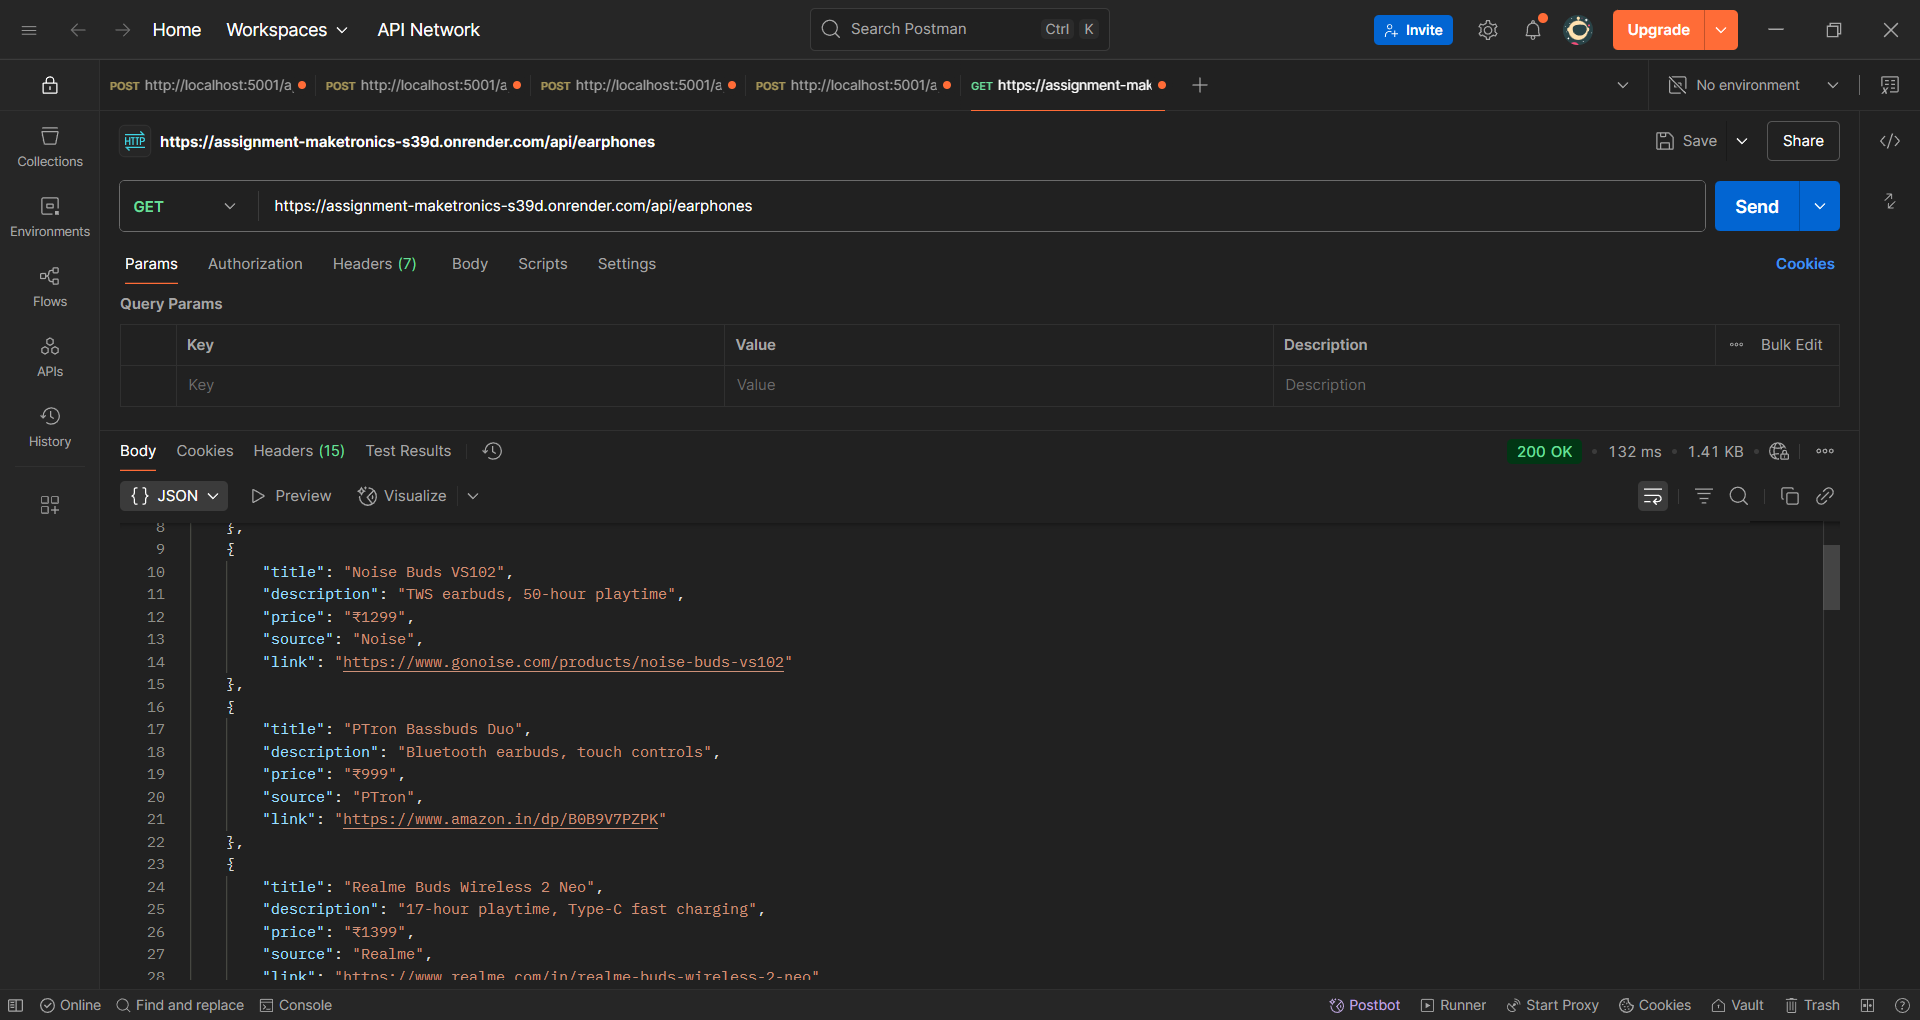 Home Workspaces API Network Search Postman Ctrl K Invite Upgrade
POST http://localhost:5001/a POST http://localhost:5001/a POST http://localhost:5001/a POST http://localhost:5001/a GET https://assignment-mak No environment
HTTP https://assignment-maketronics-s39d.onrender.com/api/earphones Save Share
Collections
GET https://assignment-maketronics-s39d.onrender.com/api/earphones Send
Environments
Params Authorization Headers (7) Body Scripts Settings Cookies
Flows
Query Params
Key Value Description Bulk Edit
APIs
Key Value Description
History
Body Cookies Headers (15) Test Results 200 OK 132 ms 1.41 KB
{} JSON Preview Visualize
8 },
9 {
10 "title": "Noise Buds VS102",
11 "description": "TWS earbuds, 50-hour playtime",
12 "price": "₹1299",
13 "source": "Noise",
14 "link": "https://www.gonoise.com/products/noise-buds-vs102"
15 },
16 {
17 "title": "PTron Bassbuds Duo",
18 "description": "Bluetooth earbuds, touch controls",
19 "price": "₹999",
20 "source": "PTron",
21 "link": "https://www.amazon.in/dp/B0B9V7PZPK"
22 },
23 {
24 "title": "Realme Buds Wireless 2 Neo",
25 "description": "17-hour playtime, Type-C fast charging",
26 "price": "₹1399",
27 "source": "Realme",
28 "link": "https://www.realme.com/in/realme-buds-wireless-2-neo"
Online Find and replace Console Postbot Runner Start Proxy Cookies Vault Trash